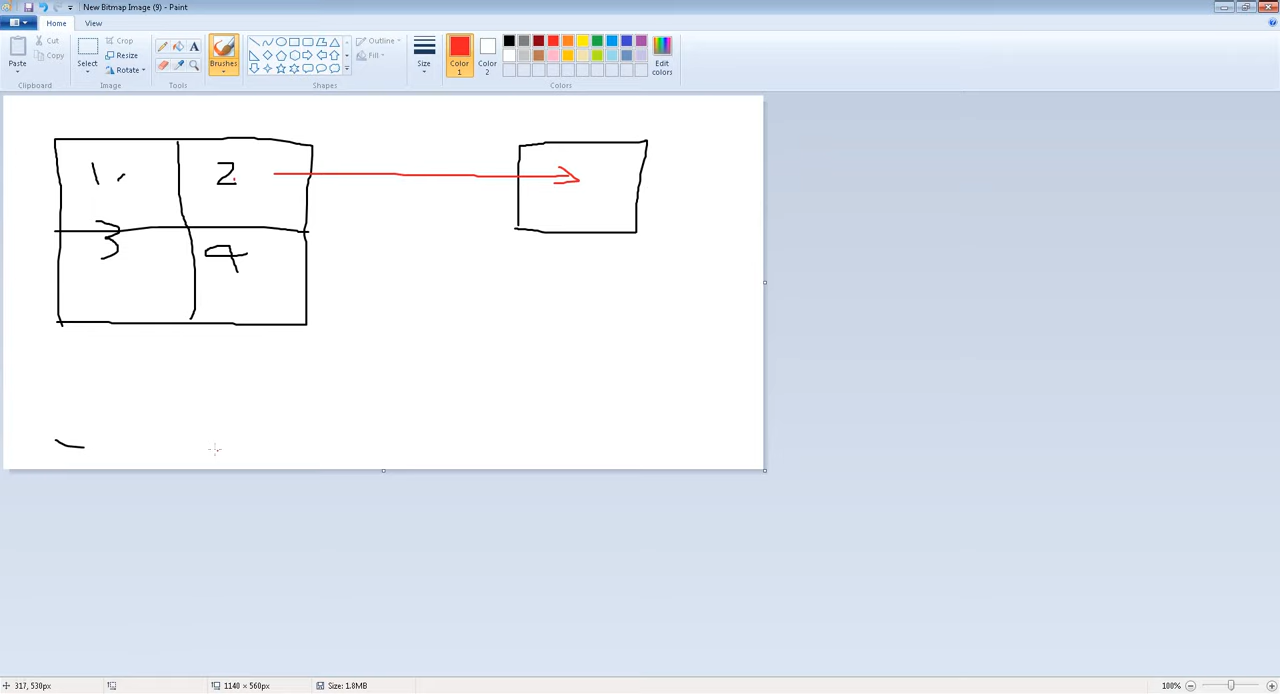 New Bitmap Image (9) - Paint
Home View
Cut
Copy
Paste
Clipboard
Select
Crop
Resize
Rotate
Image
A
Tools
Brushes
Outline
Fill
Shapes
Size
Color 1
Color 2
Edit colors
Colors
1 2
3 4
317, 530px
1140 × 560px
Size: 1.8MB
100%